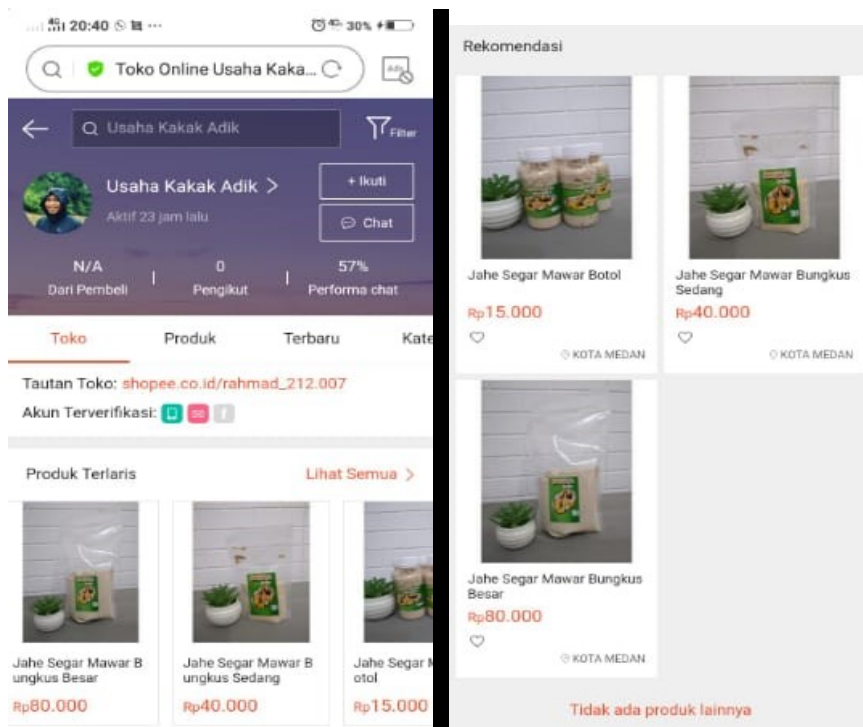 20:40
30%
Toko Online Usaha Kaka...
Usaha Kakak Adik
Filter
Usaha Kakak Adik >
+ Ikuti
Aktif 23 jam lalu
Chat
N/A
0
57%
Dari Pembeli
Pengikut
Performa chat
Toko
Produk
Terbaru
Kate
Tautan Toko: shopee.co.id/rahmad_212.007
Akun Terverifikasi:
Produk Terlaris
Lihat Semua >
Jahe Segar Mawar B
ungkus Besar
Rp80.000
Jahe Segar Mawar B
ungkus Sedang
Rp40.000
Jahe Segar M
otol
Rp15.000
Rekomendasi
Jahe Segar Mawar Botol
Rp15.000
KOTA MEDAN
Jahe Segar Mawar Bungkus
Sedang
Rp40.000
KOTA MEDAN
Jahe Segar Mawar Bungkus
Besar
Rp80.000
KOTA MEDAN
Tidak ada produk lainnya